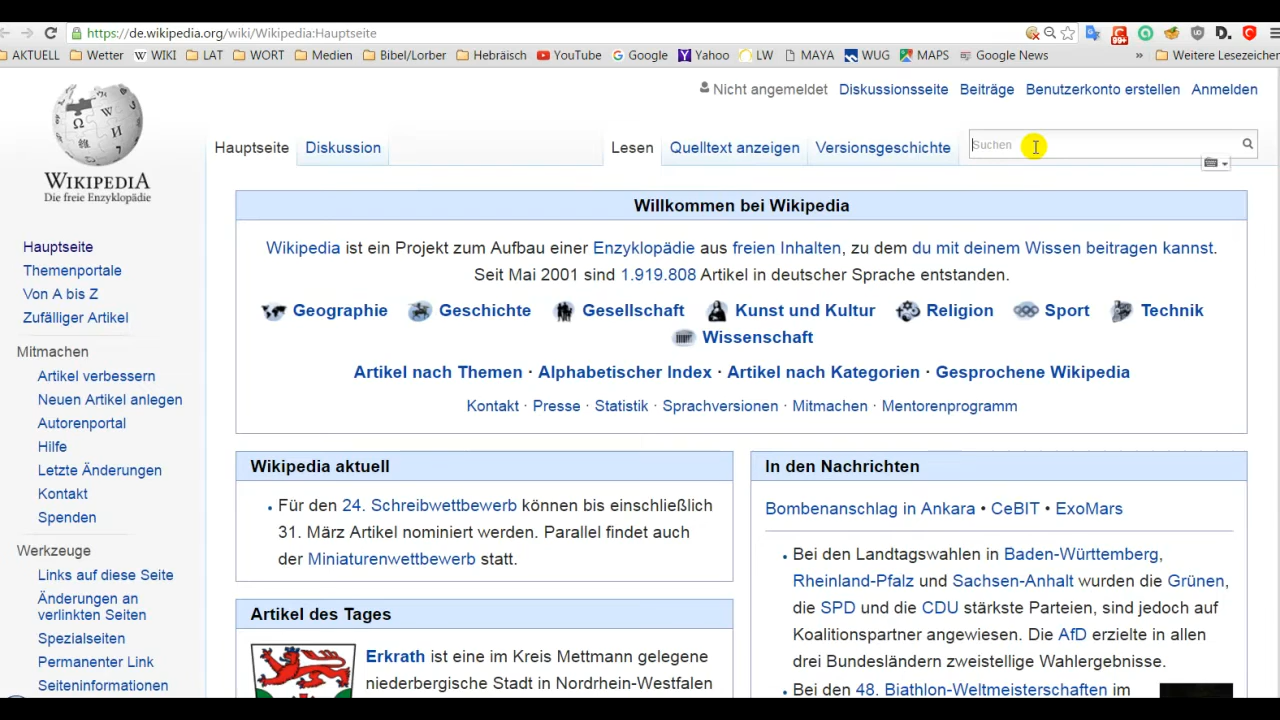 https://de.wikipedia.org/wiki/Wikipedia:Hauptseite
99+
AKTUELL Wetter W WIKI LAT WORT Medien Bibel/Lorber Hebräisch YouTube Google Yahoo LW MAYA WUG MAPS Google News » Weitere Lesezeichen
Nicht angemeldet Diskussionsseite Beiträge Benutzerkonto erstellen Anmelden
Hauptseite Diskussion Lesen Quelltext anzeigen Versionsgeschichte Suchen
WIKIPEDIA
Die freie Enzyklopädie
Hauptseite
Themenportale
Von A bis Z
Zufälliger Artikel
Mitmachen
Artikel verbessern
Neuen Artikel anlegen
Autorenportal
Hilfe
Letzte Änderungen
Kontakt
Spenden
Werkzeuge
Links auf diese Seite
Änderungen an
verlinkten Seiten
Spezialseiten
Permanenter Link
Seiteninformationen
Willkommen bei Wikipedia
Wikipedia ist ein Projekt zum Aufbau einer Enzyklopädie aus freien Inhalten, zu dem du mit deinem Wissen beitragen kannst.
Seit Mai 2001 sind 1.919.808 Artikel in deutscher Sprache entstanden.
Geographie Geschichte Gesellschaft Kunst und Kultur Religion Sport Technik
Wissenschaft
Artikel nach Themen · Alphabetischer Index · Artikel nach Kategorien · Gesprochene Wikipedia
Kontakt · Presse · Statistik · Sprachversionen · Mitmachen · Mentorenprogramm
Wikipedia aktuell
• Für den 24. Schreibwettbewerb können bis einschließlich
31. März Artikel nominiert werden. Parallel findet auch
der Miniaturenwettbewerb statt.
Artikel des Tages
Erkrath ist eine im Kreis Mettmann gelegene
niederbergische Stadt in Nordrhein-Westfalen
In den Nachrichten
Bombenanschlag in Ankara • CeBIT • ExoMars
• Bei den Landtagswahlen in Baden-Württemberg,
Rheinland-Pfalz und Sachsen-Anhalt wurden die Grünen,
die SPD und die CDU stärkste Parteien, sind jedoch auf
Koalitionspartner angewiesen. Die AfD erzielte in allen
drei Bundesländern zweistellige Wahlergebnisse.
• Bei den 48. Biathlon-Weltmeisterschaften im